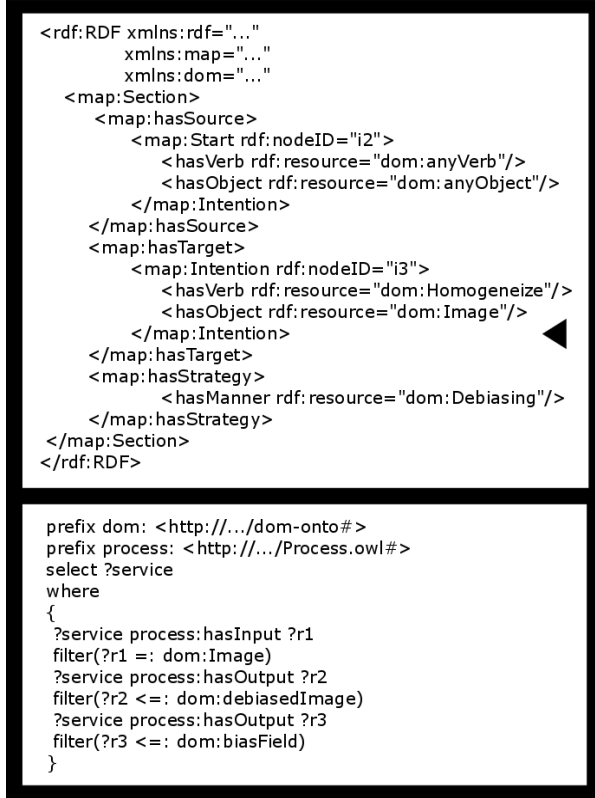 <rdf:RDF xmlns:rdf="..."
xmlns:map="..."
xmlns:dom="..."
<map:Section>
<map:hasSource>
<map:Start rdf:nodeID="i2">
<hasVerb rdf:resource="dom:anyVerb"/>
<hasObject rdf:resource="dom:anyObject"/>
</map:Intention>
</map:hasSource>
<map:hasTarget>
<map:Intention rdf:nodeID="i3">
<hasVerb rdf:resource="dom:Homogeneize"/>
<hasObject rdf:resource="dom:Image"/>
</map:Intention>
</map:hasTarget>
<map:hasStrategy>
<hasManner rdf:resource="dom:Debiasing"/>
</map:hasStrategy>
</map:Section>
</rdf:RDF>
prefix dom: <http://.../dom-onto#>
prefix process: <http://.../Process.owl#>
select ?service
where
{
?service process:hasInput ?r1
filter(?r1 =: dom:Image)
?service process:hasOutput ?r2
filter(?r2 <=: dom:debiasedImage)
?service process:hasOutput ?r3
filter(?r3 <=: dom:biasField)
}